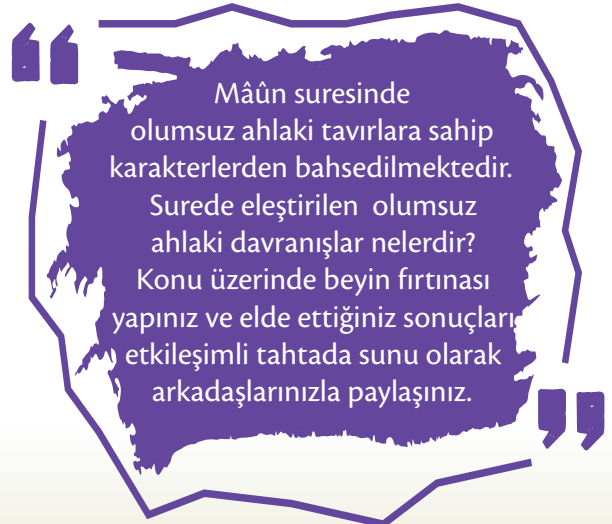 Mâûn suresinde
olumsuz ahlaki tavırlara sahip
karakterlerden bahsedilmektedir.
Surede eleştirilen olumsuz
ahlaki davranışlar nelerdir?
Konu üzerinde beyin fırtınası
yapınız ve elde ettiğiniz sonuçları
etkileşimli tahtada sunu olarak
arkadaşlarınızla paylaşınız.